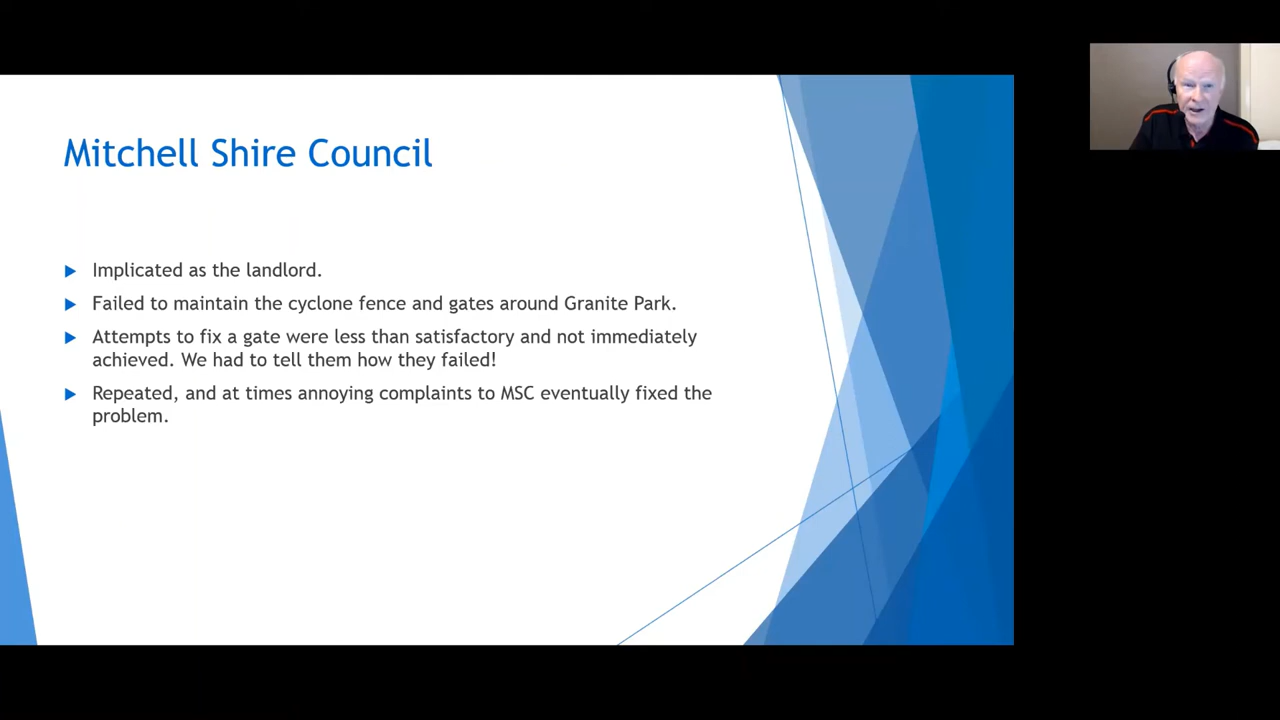 Mitchell Shire Council
Implicated as the landlord.
Failed to maintain the cyclone fence and gates around Granite Park.
Attempts to fix a gate were less than satisfactory and not immediately
achieved. We had to tell them how they failed!
Repeated, and at times annoying complaints to MSC eventually fixed the
problem.